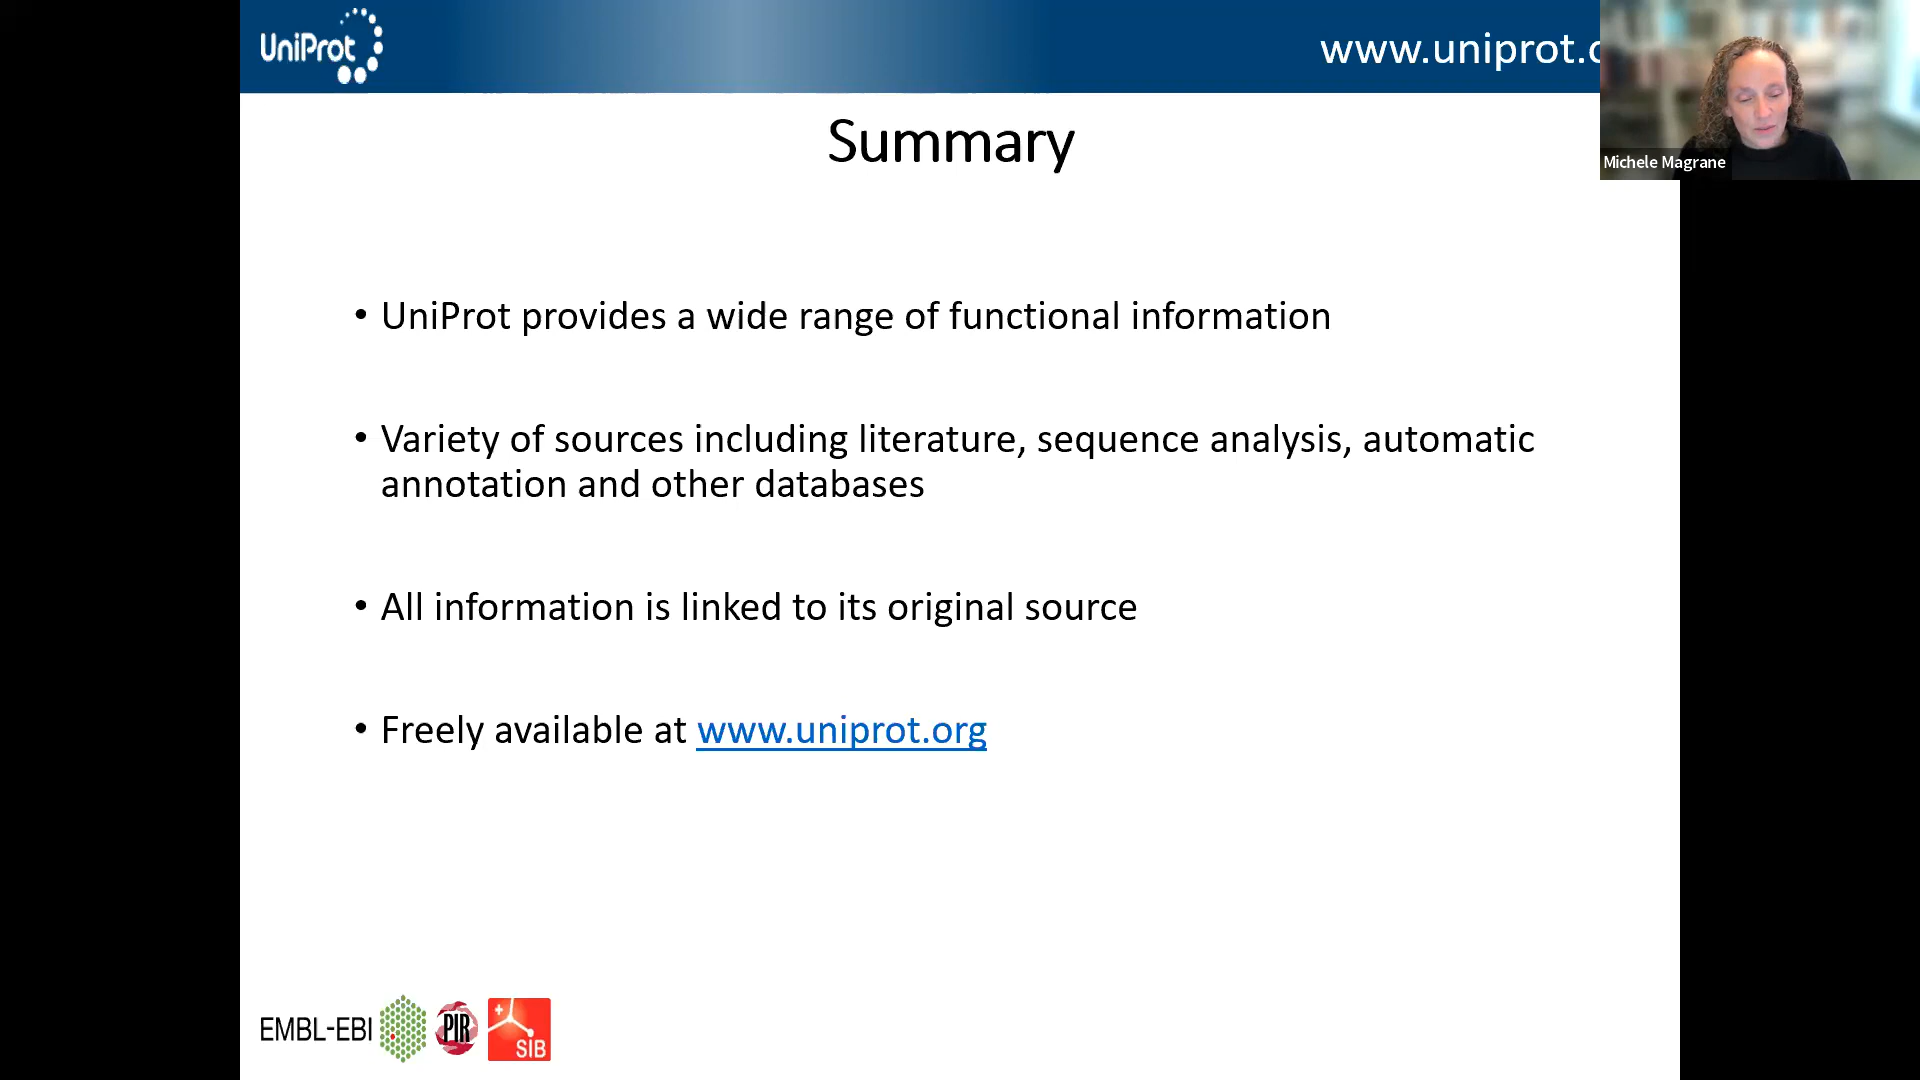 UniProt
www.uniprot.o
Michele Magrane
Summary
• UniProt provides a wide range of functional information
• Variety of sources including literature, sequence analysis, automatic
annotation and other databases
• All information is linked to its original source
• Freely available at www.uniprot.org
EMBL-EBI
PIR
SIB